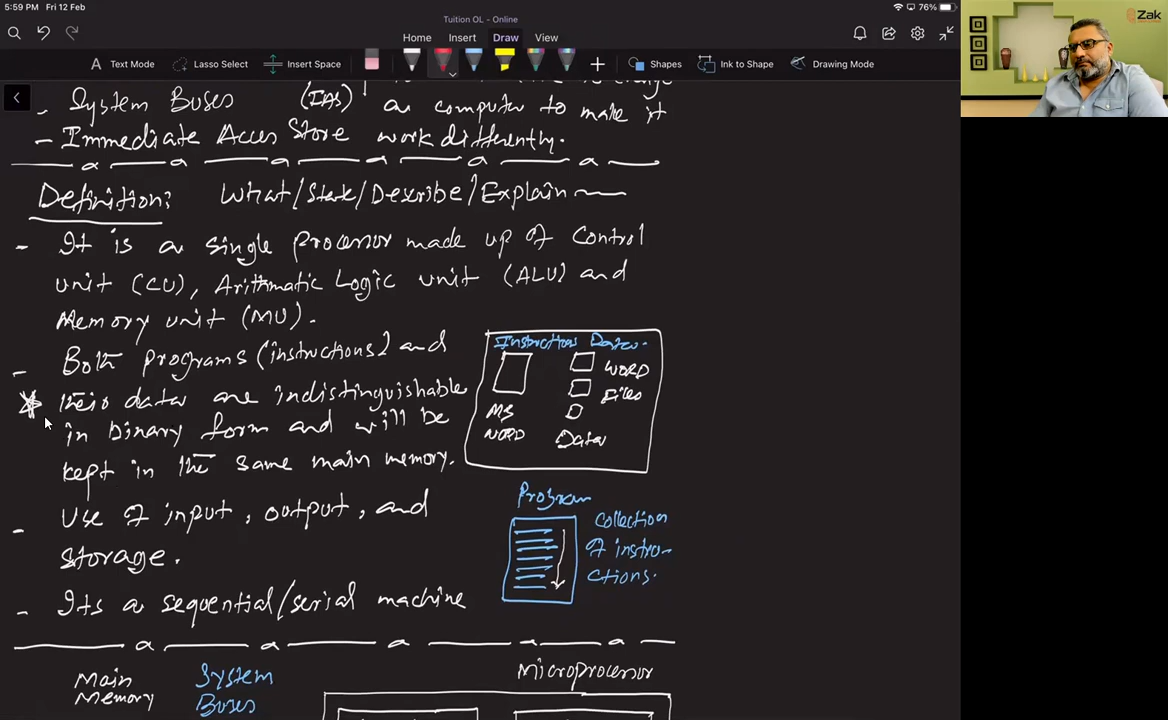 5:59 PM Fri 12 Feb
Tuition OL - Online
76%
Zak
Home Insert Draw View
Text Mode Lasso Select Insert Space Shapes Ink to Shape Drawing Mode
- System Buses (IAS)
a computer to make it
- Immediate Acces Store work differently.
Definition: What/State/Describe/Explain
- It is a single processor made up of control
unit (CU), Arithmatic Logic unit (ALU) and
Memory unit (MU).
- Both programs (instructions) and
their data are indistinguishable
in binary form and will be
kept in the same main memory.
Instructions Data
WORD
Files
MS
WORD
Data
- Use of input, output, and
storage.
Program
collection
of instru-
ctions.
- Its a sequential/serial machine
Main
Memory
System
Buses
Microprocessor